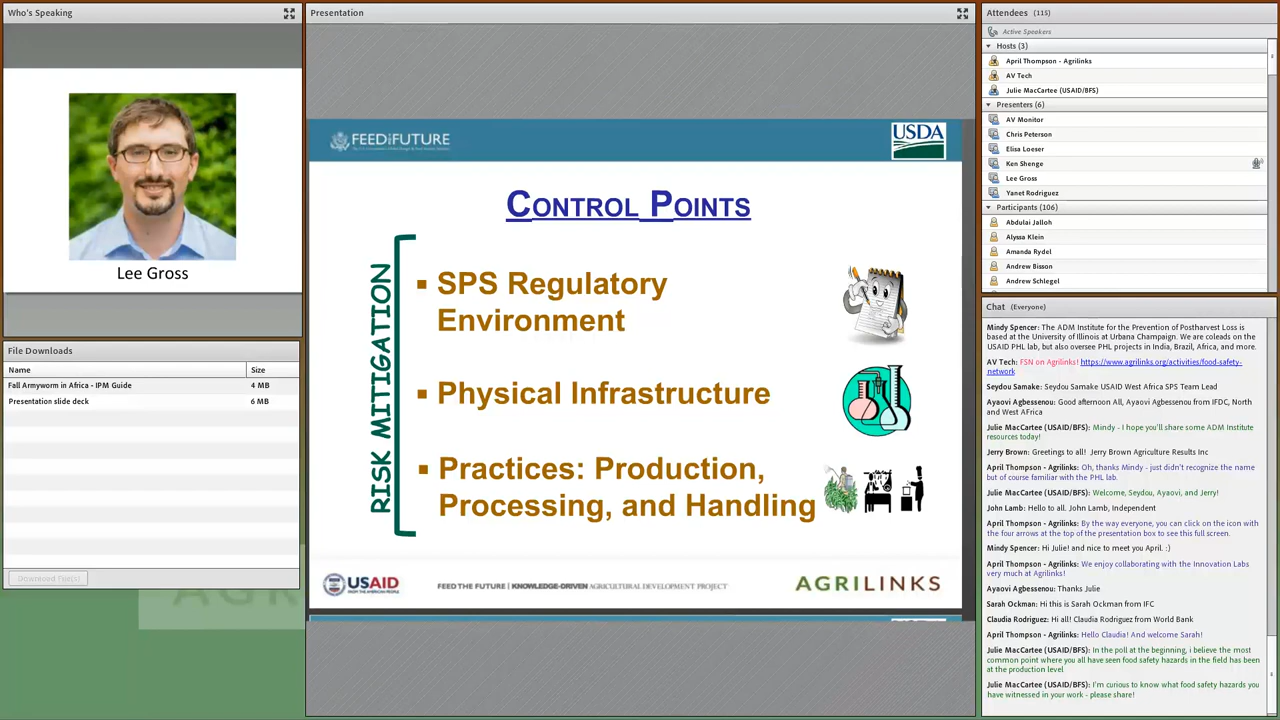 Who's Speaking
Lee Gross
File Downloads
Name Size
Fall Armyworm in Africa - IPM Guide 4 MB
Presentation slide deck 6 MB
Download File(s)
Presentation
FEED THE FUTURE
USDA
CONTROL POINTS
RISK MITIGATION
▪ SPS Regulatory
Environment
▪ Physical Infrastructure
▪ Practices: Production,
Processing, and Handling
USAID
FROM THE AMERICAN PEOPLE
FEED THE FUTURE | KNOWLEDGE-DRIVEN AGRICULTURAL DEVELOPMENT PROJECT
AGRILINKS
Attendees (115)
Active Speakers
Hosts (3)
April Thompson - Agrilinks
AV Tech
Julie MacCartee (USAID/BFS)
Presenters (6)
AV Monitor
Chris Peterson
Elisa Loeser
Ken Shenge
Lee Gross
Yanet Rodriguez
Participants (106)
Abdulai Jalloh
Alyssa Klein
Amanda Rydel
Andrew Bisson
Andrew Schlegel
Chat (Everyone)
Mindy Spencer: The ADM Institute for the Prevention of Postharvest Loss is
based at the University of Illinois at Urbana Champaign. We are coleads on the
USAID PHL lab, but also oversee PHL projects in India, Brazil, Africa, and more.
AV Tech: FSN on Agrilinks! https://www.agrilinks.org/activities/food-safety-
network
Seydou Samake: Seydou Samake USAID West Africa SPS Team Lead
Ayaovi Agbessenou: Good afternoon All, Ayaovi Agbessenou from IFDC, North
and West AFrica
Julie MacCartee (USAID/BFS): Mindy - I hope you'll share some ADM Institute
resources today!
Jerry Brown: Greetings to all! Jerry Brown Agriculture Results Inc
April Thompson - Agrilinks: Oh, thanks Mindy - just didn't recognize the name
but of course familiar with the PHL lab.
Julie MacCartee (USAID/BFS): Welcome, Seydou, Ayaovi, and Jerry!
John Lamb: Hello to all. John Lamb, Independent
April Thompson - Agrilinks: By the way everyone, you can click on the icon with
the four arrows at the top of the presentation box to see this full screen.
Mindy Spencer: Hi Julie! and nice to meet you April. :)
April Thompson - Agrilinks: We enjoy collaborating with the Innovation Labs
very much at Agrilinks!
Ayaovi Agbessenou: Thanks Julie
Sarah Ockman: Hi this is Sarah Ockman from IFC
Claudia Rodriguez: Hi all! Claudia Rodriguez from World Bank
April Thompson - Agrilinks: Hello Claudia! And welcome Sarah!
Julie MacCartee (USAID/BFS): In the poll at the beginning, i believe the most
common point where you all have seen food safety hazards in the field has been
at the production level
Julie MacCartee (USAID/BFS): I'm curious to know what food safety hazards you
have witnessed in your work - please share!